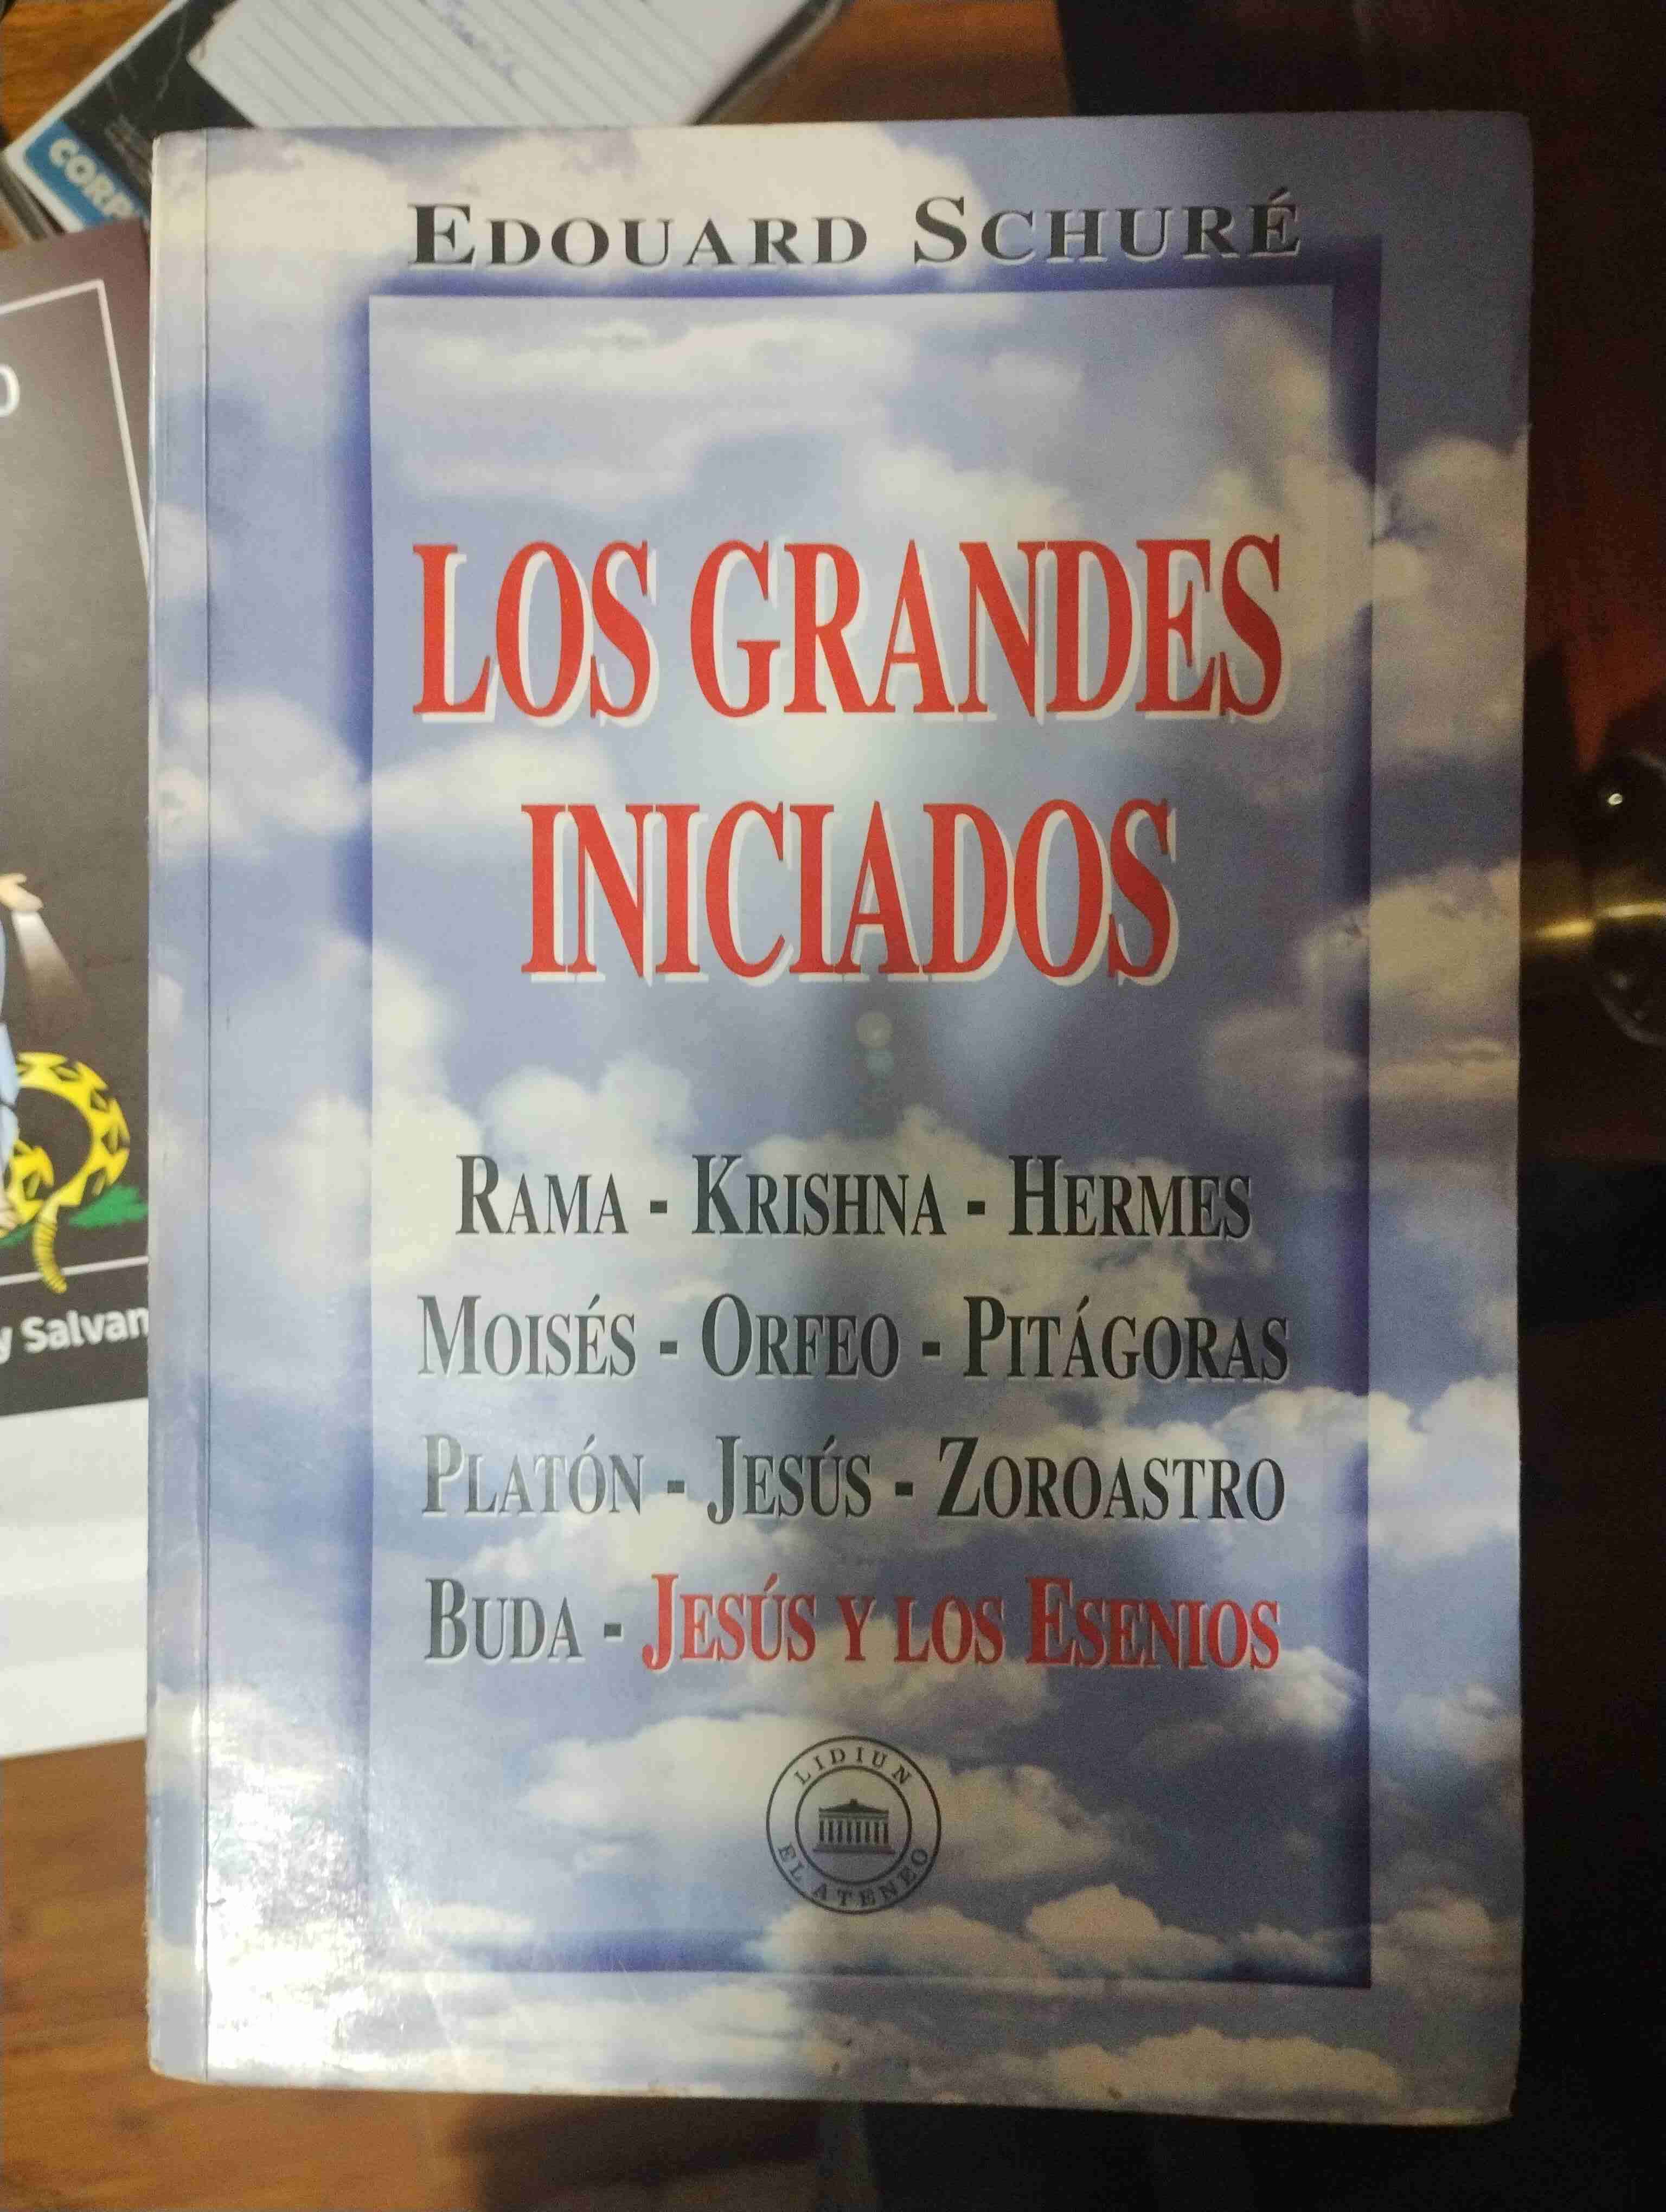 CORP
EDOUARD SCHURÉ
LOS GRANDES
INICIADOS
RAMA - KRISHNA - HERMES
MOISÉS - ORFEO - PITÁGORAS
PLATÓN - JESÚS - ZOROASTRO
BUDA - JESÚS Y LOS ESENIOS
y Salvan
LIDIUN
EL ATENEO